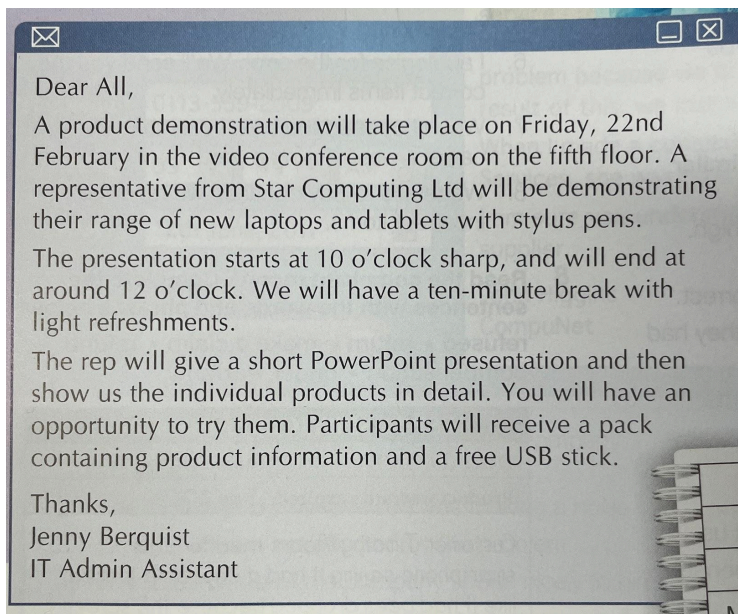 Dear All,
A product demonstration will take place on Friday, 22nd
February in the video conference room on the fifth floor. A
representative from Star Computing Ltd will be demonstrating
their range of new laptops and tablets with stylus pens.
The presentation starts at 10 o'clock sharp, and will end at
around 12 o'clock. We will have a ten-minute break with
light refreshments.
The rep will give a short PowerPoint presentation and then
show us the individual products in detail. You will have an
opportunity to try them. Participants will receive a pack
containing product information and a free USB stick.
Thanks,
Jenny Berquist
IT Admin Assistant